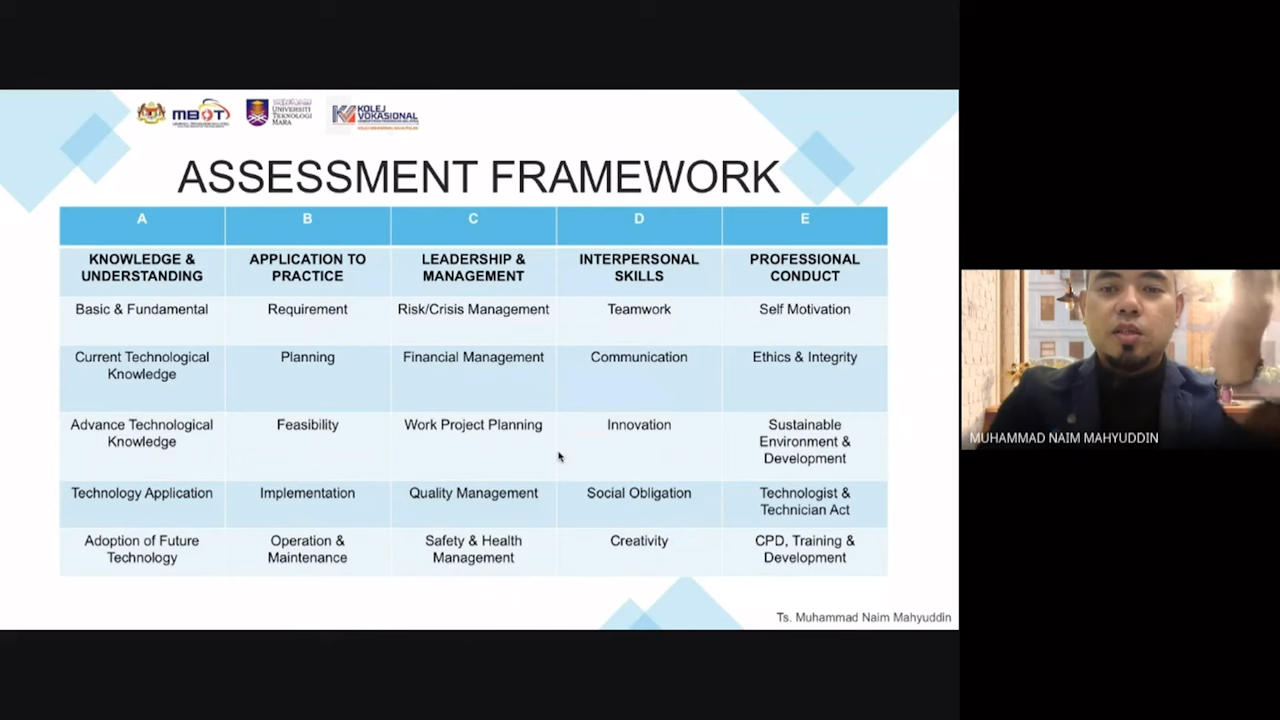 MBOT
UNIVERSITI
TEKNOLOGI
MARA
KOLEJ
VOKASIONAL
ASSESSMENT FRAMEWORK
A B C D E
KNOWLEDGE & UNDERSTANDING
APPLICATION TO PRACTICE
LEADERSHIP & MANAGEMENT
INTERPERSONAL SKILLS
PROFESSIONAL CONDUCT
Basic & Fundamental
Requirement
Risk/Crisis Management
Teamwork
Self Motivation
Current Technological Knowledge
Planning
Financial Management
Communication
Ethics & Integrity
Advance Technological Knowledge
Feasibility
Work Project Planning
Innovation
Sustainable Environment & Development
Technology Application
Implementation
Quality Management
Social Obligation
Technologist & Technician Act
Adoption of Future Technology
Operation & Maintenance
Safety & Health Management
Creativity
CPD, Training & Development
Ts. Muhammad Naim Mahyuddin
MUHAMMAD NAIM MAHYUDDIN